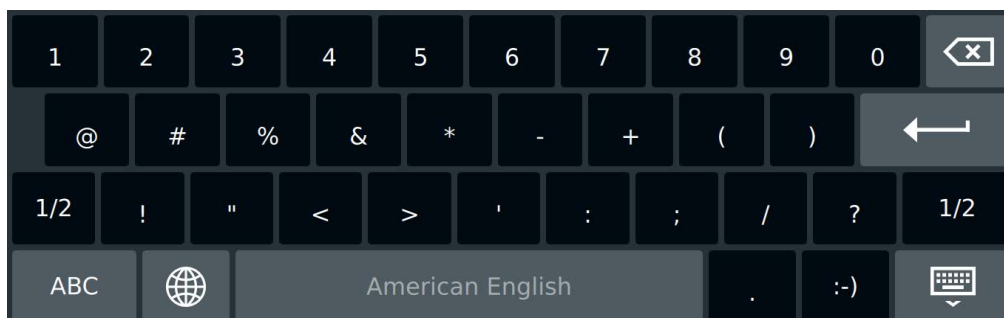 1 2 3 4 5 6 7 8 9 0
@ # % & * - + ( )
1/2 ! " < > ' : ; / ? 1/2
ABC American English . :-)